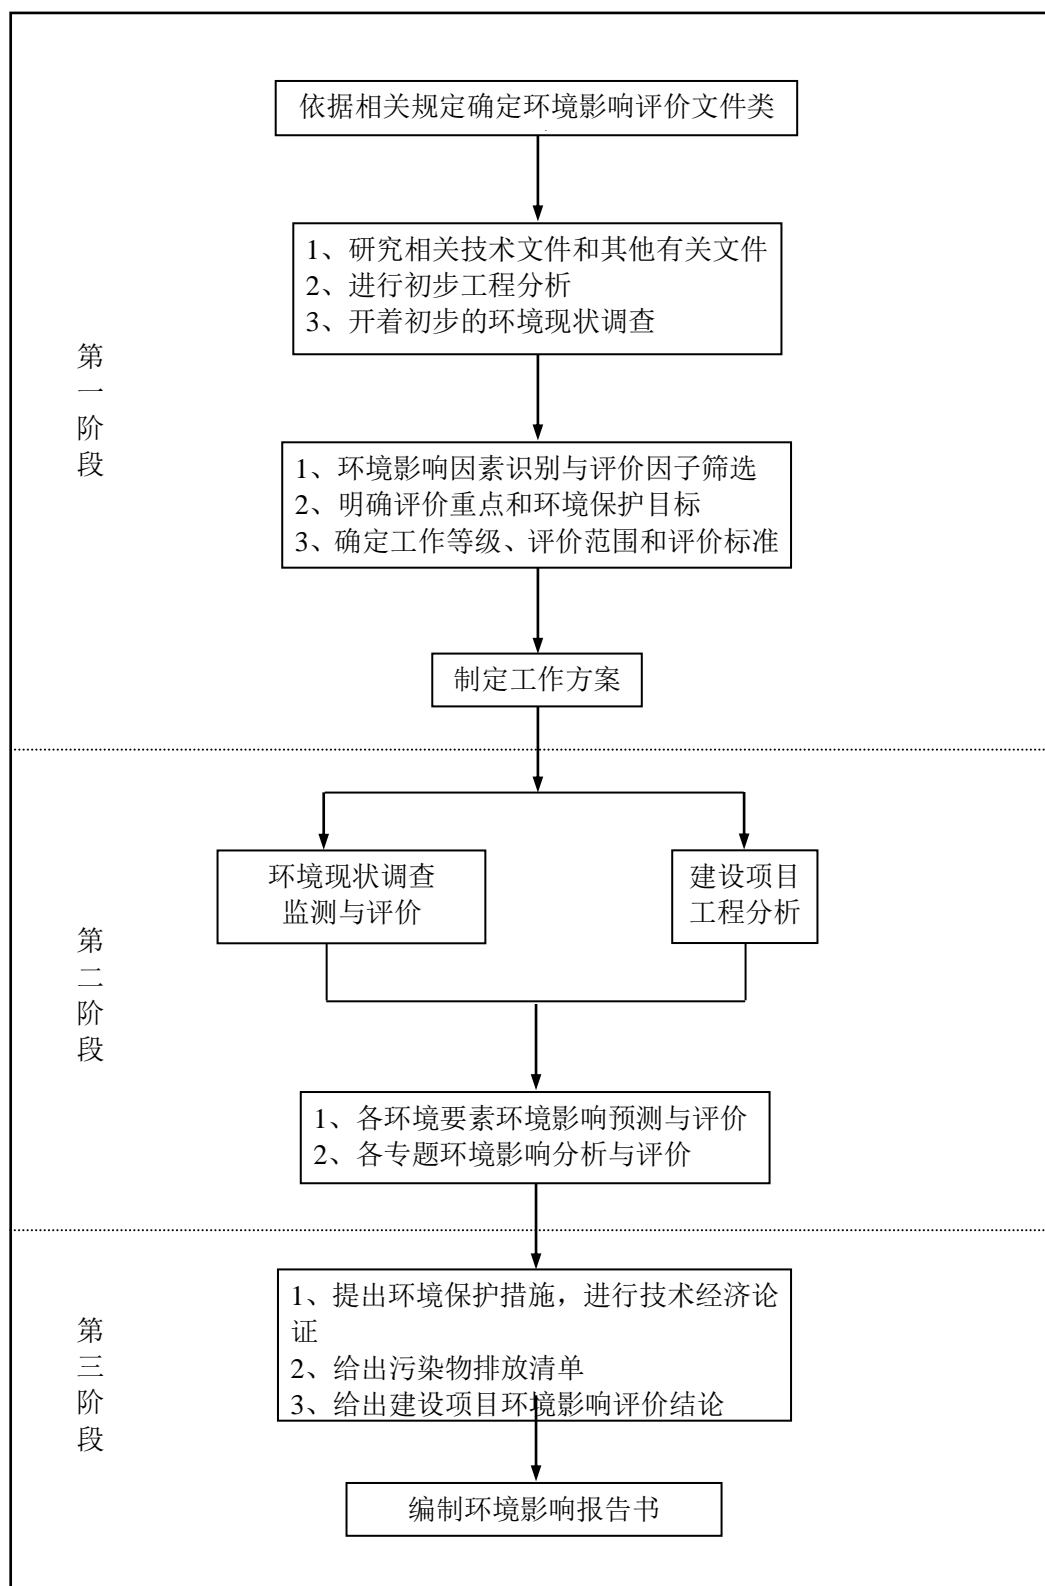 依据相关规定确定环境影响评价文件类
1、研究相关技术文件和其他有关文件
2、进行初步工程分析
3、开着初步的环境现状调查
第
一
阶
段
1、环境影响因素识别与评价因子筛选
2、明确评价重点和环境保护目标
3、确定工作等级、评价范围和评价标准
制定工作方案
环境现状调查
监测与评价
建设项目
工程分析
第
二
阶
段
1、各环境要素环境影响预测与评价
2、各专题环境影响分析与评价
1、提出环境保护措施，进行技术经济论
证
2、给出污染物排放清单
3、给出建设项目环境影响评价结论
第
三
阶
段
编制环境影响报告书